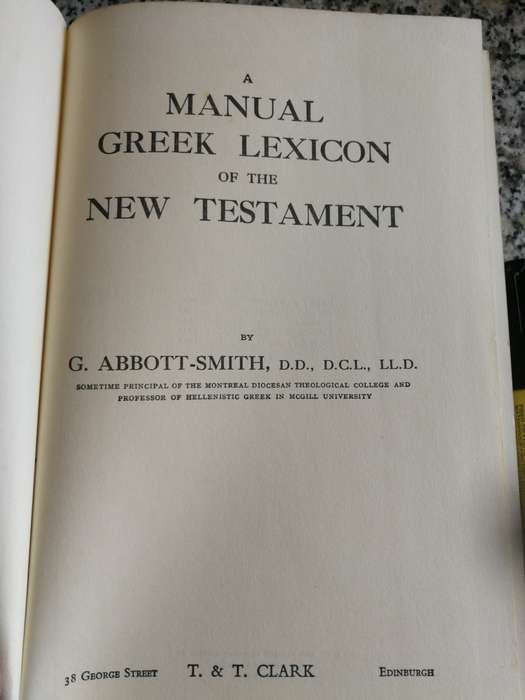 A
MANUAL
GREEK LEXICON
OF THE
NEW TESTAMENT
BY
G. ABBOTT-SMITH, D.D., D.C.L., LL.D.
SOMETIME PRINCIPAL OF THE MONTREAL DIOCESAN THEOLOGICAL COLLEGE AND
PROFESSOR OF HELLENISTIC GREEK IN MCGILL UNIVERSITY
38 GEORGE STREET T. & T. CLARK EDINBURGH